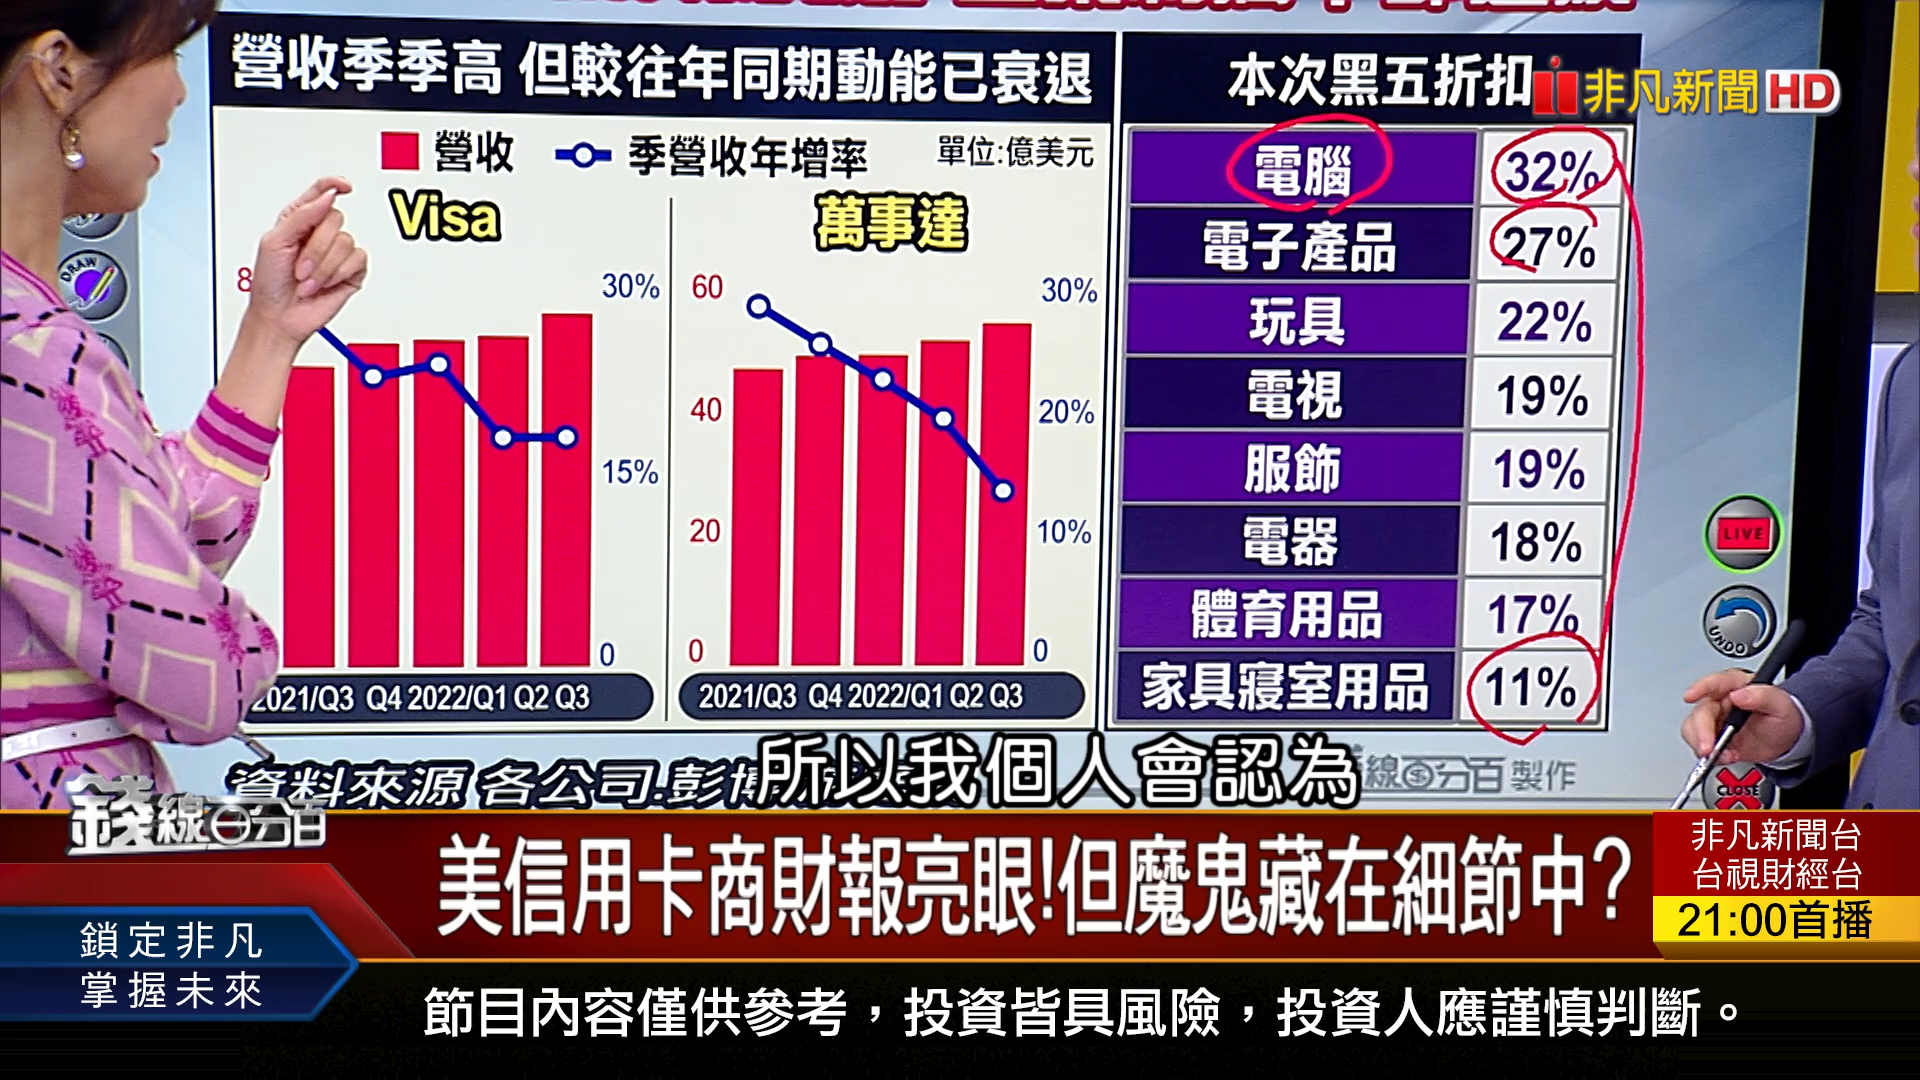 營收季季高 但較往年同期動能已衰退
本次黑五折扣
非凡新聞 HD
營收
季營收年增率
單位:億美元
Visa
萬事達
30%
15%
0
60
40
20
0
30%
20%
10%
0
2021/Q3 Q4 2022/Q1 Q2 Q3
2021/Q3 Q4 2022/Q1 Q2 Q3
電腦 32%
電子產品 27%
玩具 22%
電視 19%
服飾 19%
電器 18%
體育用品 17%
家具寢室用品 11%
DRAW
LIVE
UNDO
CLOSE
資料來源 各公司.彭博
線百分百 製作
所以我個人會認為
錢線百分百
美信用卡商財報亮眼!但魔鬼藏在細節中?
非凡新聞台
台視財經台
21:00首播
鎖定非凡
掌握未來
節目內容僅供參考，投資皆具風險，投資人應謹慎判斷。